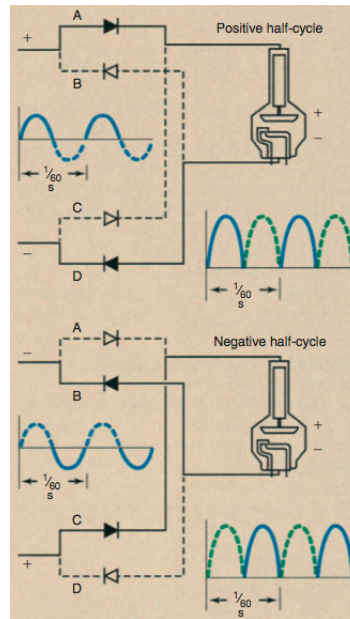 A
Positive half-cycle
+
B
+
−
1/60
s
C
−
D
1/60
s
A
Negative half-cycle
−
B
+
−
1/60
s
C
+
D
1/60
s